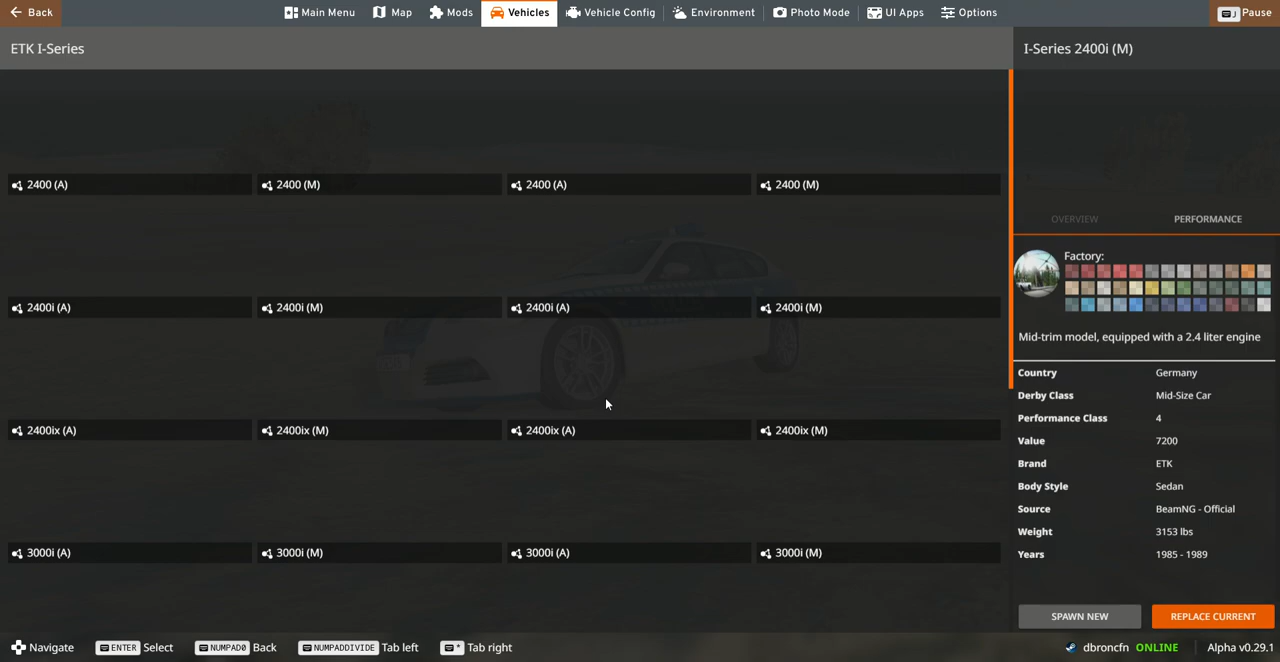 Back Main Menu Map Mods Vehicles Vehicle Config Environment Photo Mode UI Apps Options J Pause
ETK I-Series
I-Series 2400i (M)
2400 (A) 2400 (M) 2400 (A) 2400 (M)
2400i (A) 2400i (M) 2400i (A) 2400i (M)
2400ix (A) 2400ix (M) 2400ix (A) 2400ix (M)
3000i (A) 3000i (M) 3000i (A) 3000i (M)
OVERVIEW PERFORMANCE
Factory:
Mid-trim model, equipped with a 2.4 liter engine
Country Germany
Derby Class Mid-Size Car
Performance Class 4
Value 7200
Brand ETK
Body Style Sedan
Source BeamNG - Official
Weight 3153 lbs
Years 1985 - 1989
SPAWN NEW REPLACE CURRENT
Navigate ENTER Select NUMPAD0 Back NUMPADDIVIDE Tab left * Tab right dbroncfn ONLINE Alpha v0.29.1